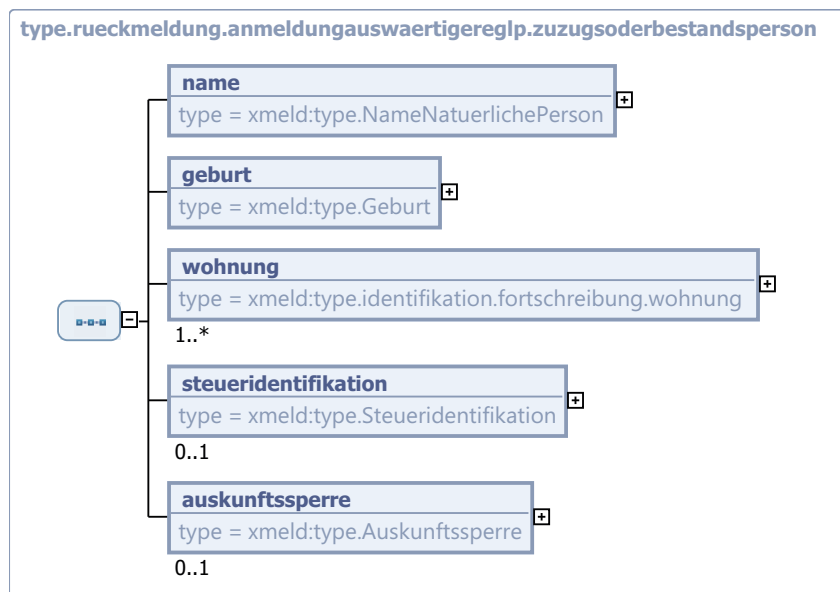 type.rueckmeldung.anmeldungauswaertigereglp.zuzugsoderbestandsperson
name
type = xmeld:type.NameNatuerlichePerson
geburt
type = xmeld:type.Geburt
wohnung
type = xmeld:type.identifikation.fortschreibung.wohnung
1..*
steueridentifikation
type = xmeld:type.Steueridentifikation
0..1
auskunftssperre
type = xmeld:type.Auskunftssperre
0..1